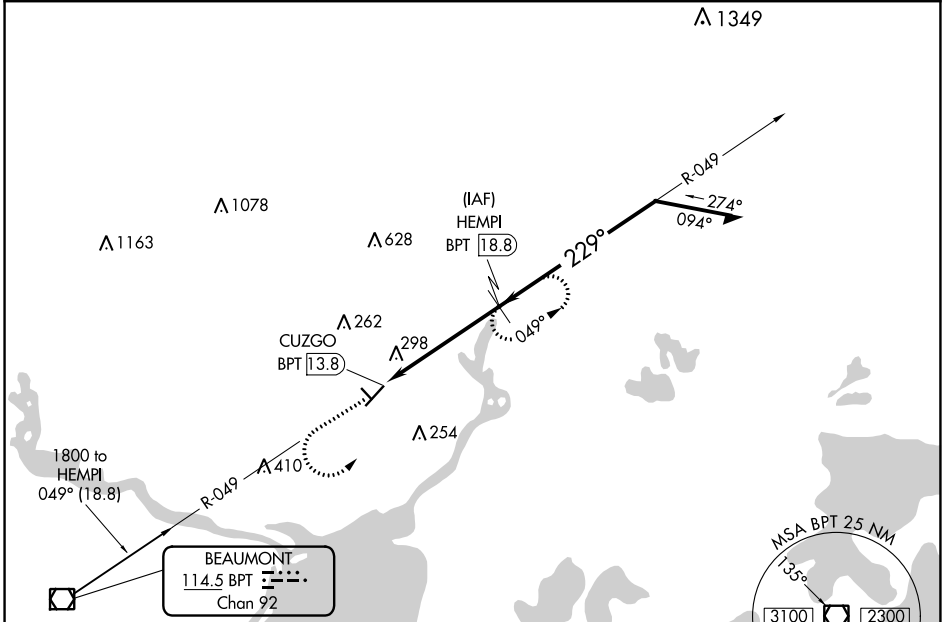 1349
R-049
274°
094°
(IAF)
HEMPI
BPT 18.8
1078
1163
628
229°
049°
262
CUZGO
BPT 13.8
298
254
410
1800 to
HEMPI
049° (18.8)
R-049
BEAUMONT
114.5 BPT
Chan 92
MSA BPT 25 NM
135°
3100
2300